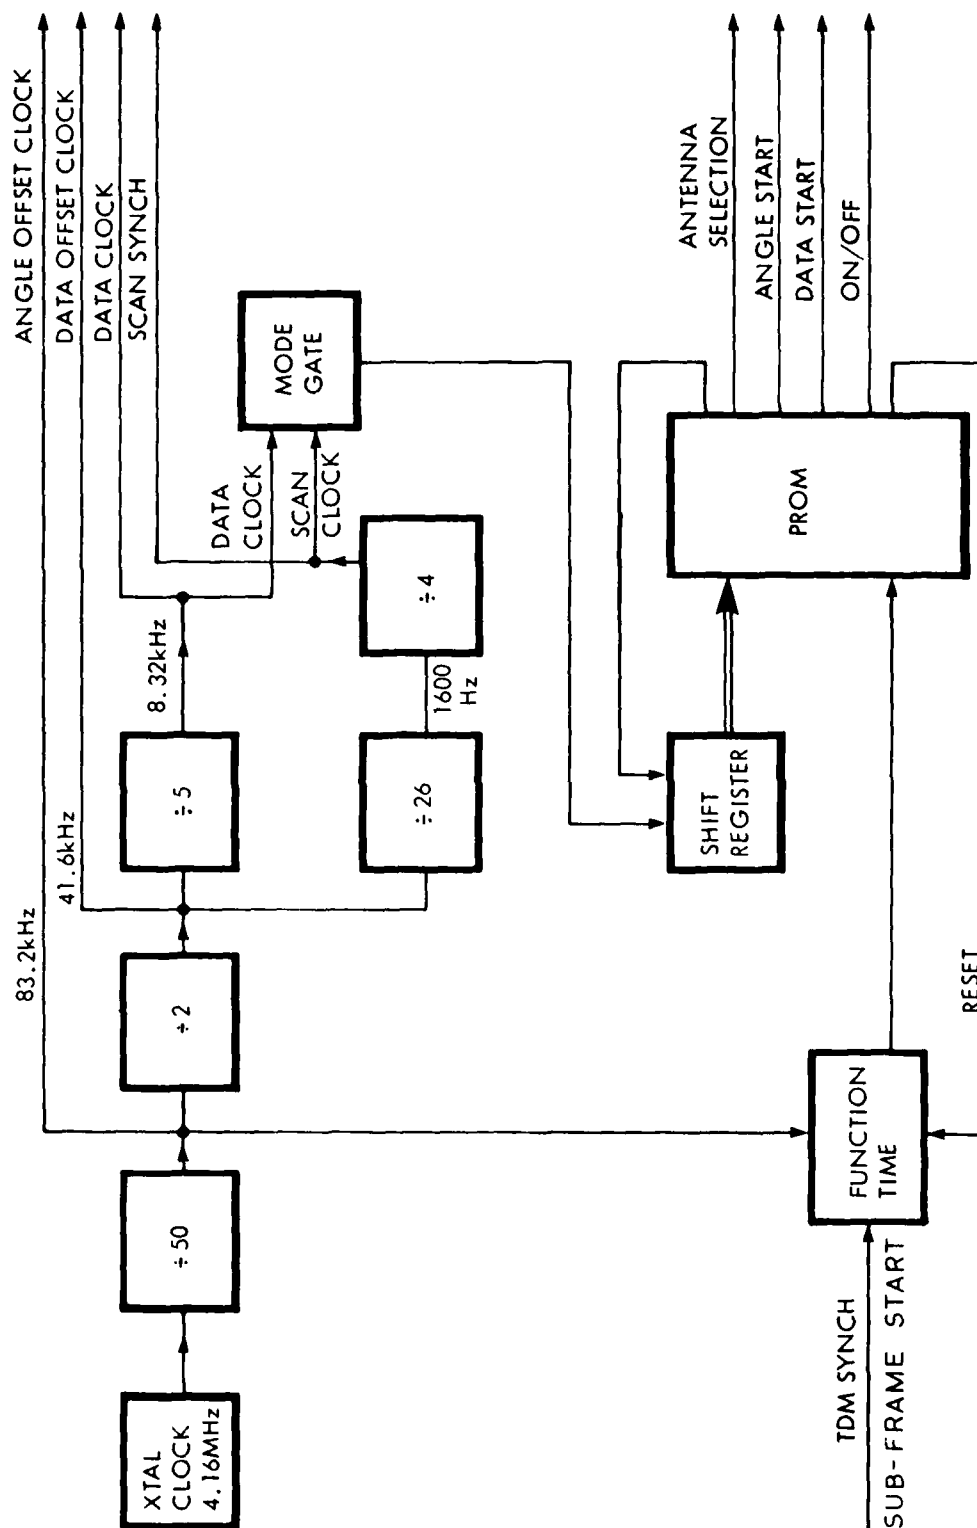 ANGLE OFFSET CLOCK
DATA OFFSET CLOCK
DATA CLOCK
SCAN SYNCH
83.2kHz
41.6kHz
8.32kHz
XTAL
CLOCK
4.16MHz
÷50
÷2
÷5
÷26
1600
Hz
÷4
DATA
CLOCK
SCAN
CLOCK
MODE
GATE
SHIFT
REGISTER
PROM
ANTENNA
SELECTION
ANGLE START
DATA START
ON/OFF
TDM SYNCH
SUB-FRAME START
FUNCTION
TIME
RESET